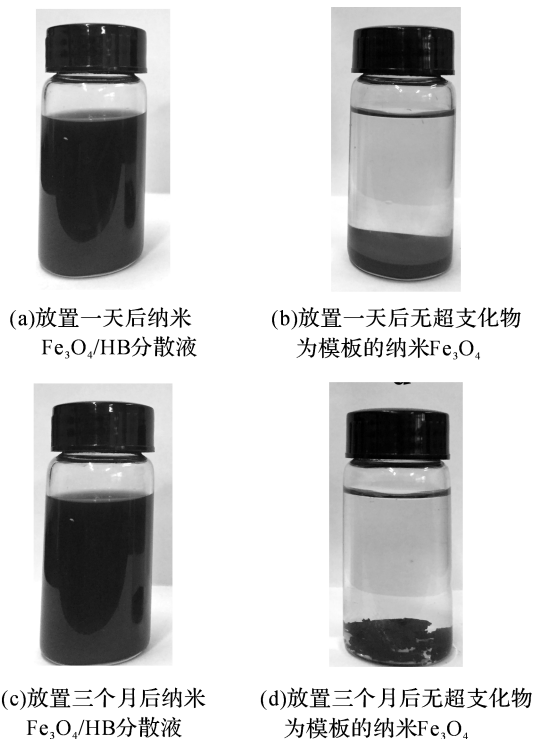 (a)放置一天后纳米
Fe₃O₄/HB分散液
(b)放置一天后无超支化物
为模板的纳米Fe₃O₄
(c)放置三个月后纳米
Fe₃O₄/HB分散液
(d)放置三个月后无超支化物
为模板的纳米Fe₃O₄